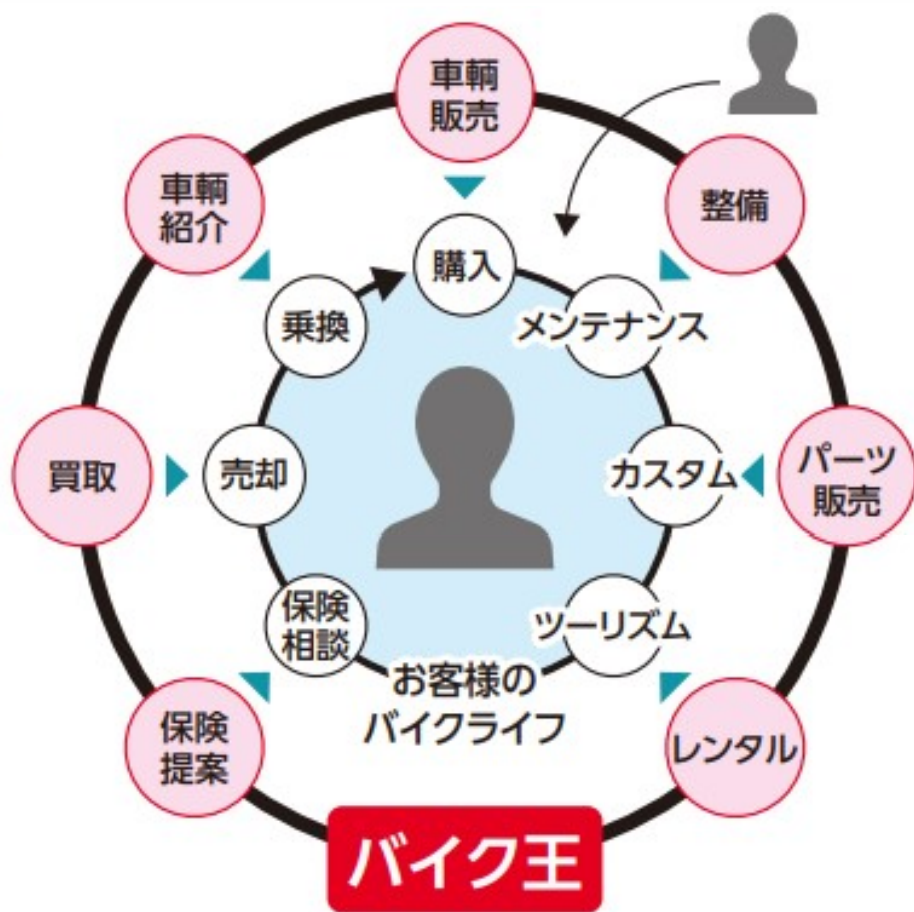 車輌
販売
整備
パーツ
販売
レンタル
バイク王
保険
提案
買取
車輌
紹介
購入
メンテナンス
カスタム
ツーリズム
お客様の
バイクライフ
保険
相談
売却
乗換